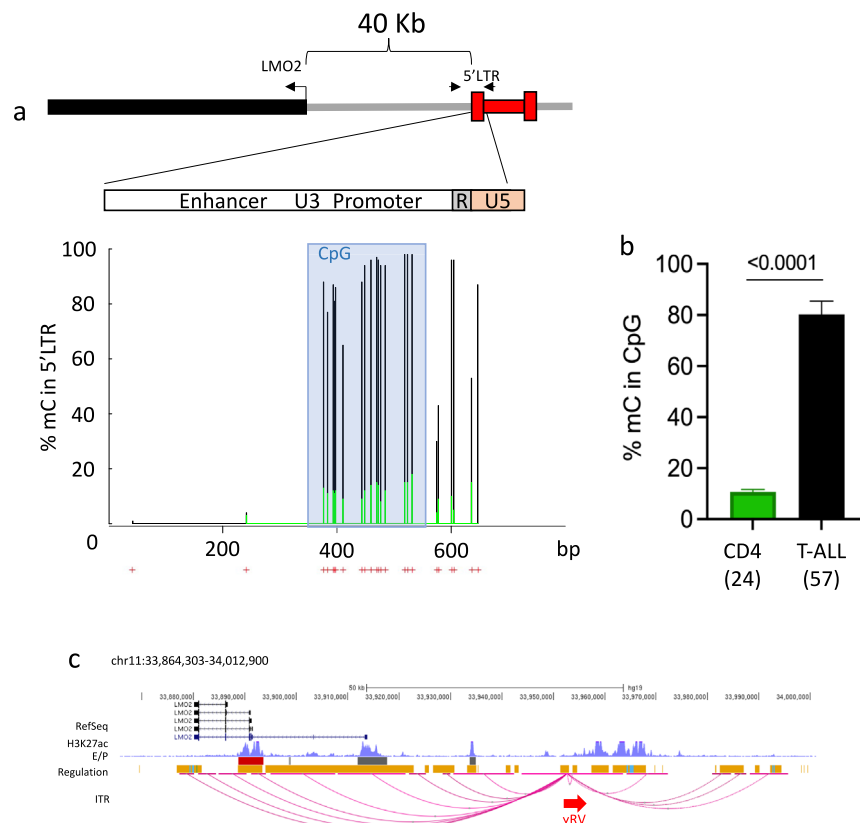 40 Kb
LMO2
5'LTR
a
Enhancer U3 Promoter R U5
100
80
60
40
20
0
% mC in 5'LTR
CpG
200 400 600 bp
b
<0.0001
100
80
60
40
20
0
% mC in CpG
CD4 T-ALL
(24) (57)
c
chr11:33,864,303-34,012,900
50 kb hg19
33,880,000 33,890,000 33,900,000 33,910,000 33,920,000 33,930,000 33,940,000 33,950,000 33,960,000 33,970,000 33,980,000 33,990,000 34,000,000
LMO2
LMO2
LMO2
LMO2
LMO2
RefSeq
H3K27ac
E/P
Regulation
ITR
γRV